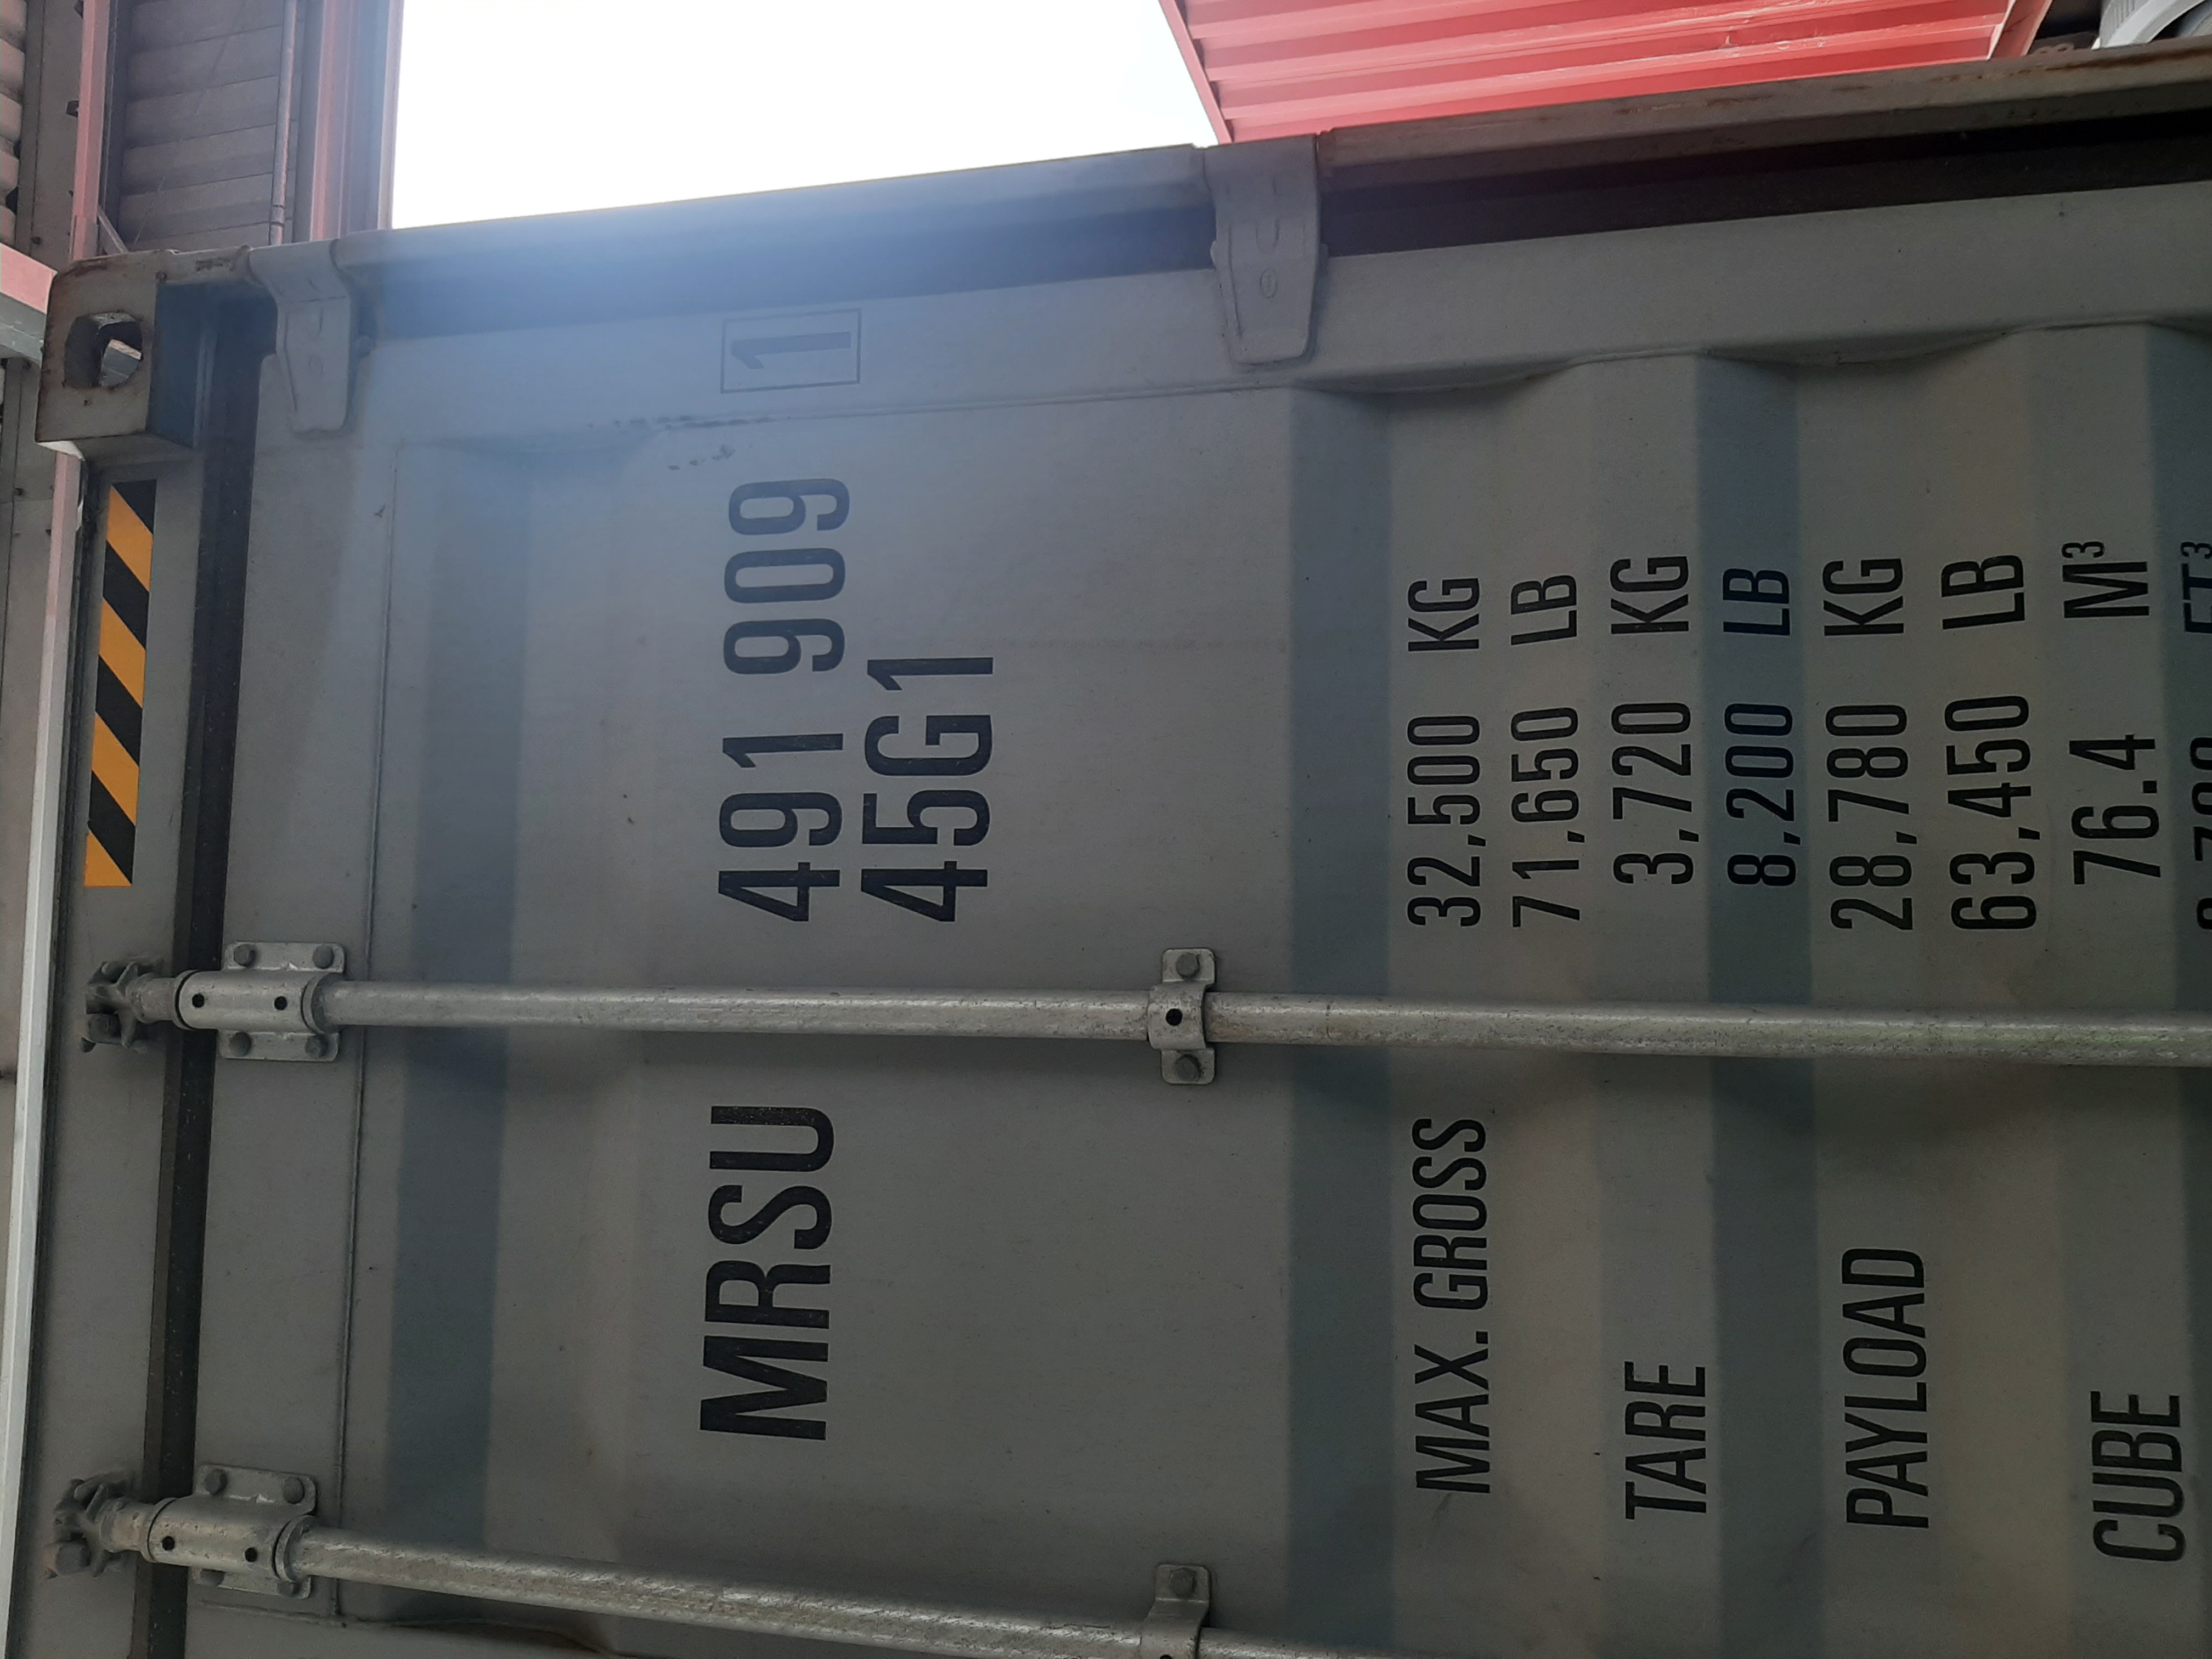 MRSU 491 909 1
45G1
MAX. GROSS 32,500 KG
71,650 LB
TARE 3,720 KG
8,200 LB
PAYLOAD 28,780 KG
63,450 LB
CUBE 76.4 M³
FT³